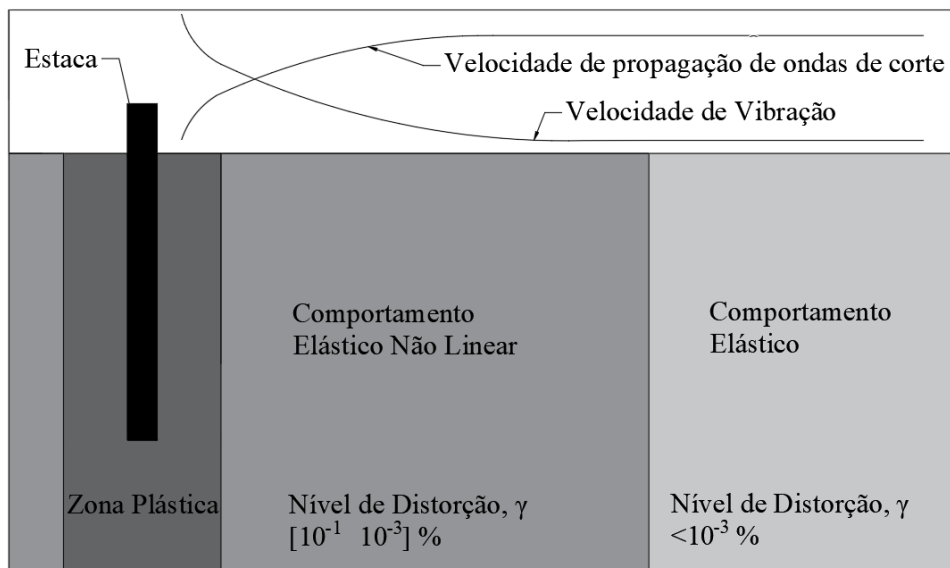 Estaca
Velocidade de propagação de ondas de corte
Velocidade de Vibração
Comportamento
Elástico Não Linear
Comportamento
Elástico
Zona Plástica
Nível de Distorção, γ
[10⁻¹ 10⁻³] %
Nível de Distorção, γ
<10⁻³ %